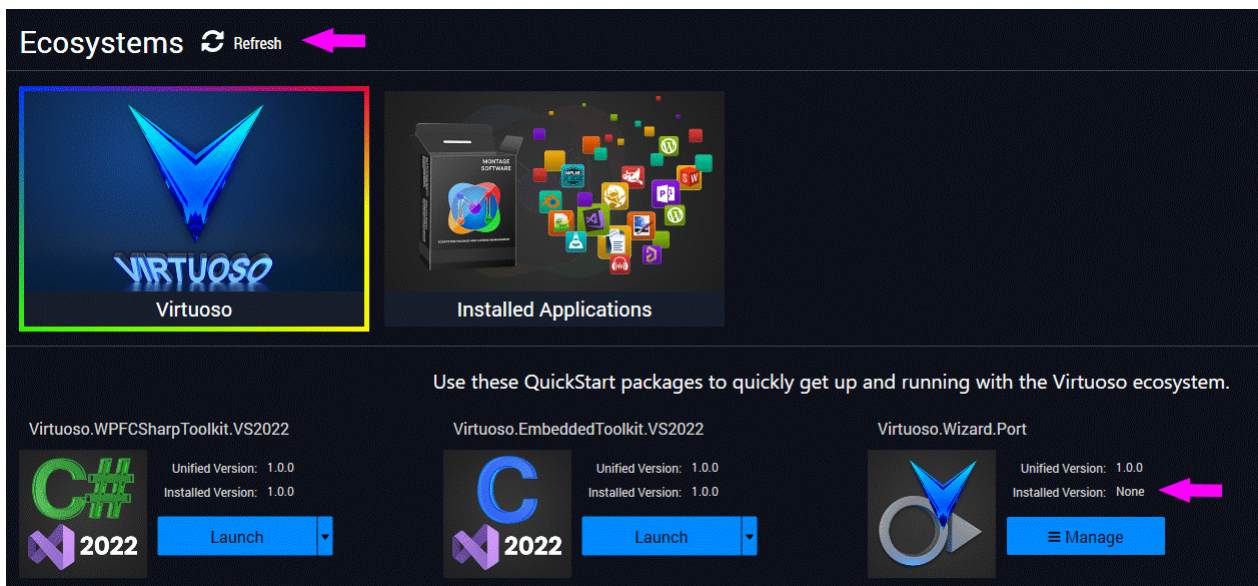 Ecosystems Refresh
VIRTUOSO
Virtuoso
MONTAGE
SOFTWARE
Installed Applications
Use these QuickStart packages to quickly get up and running with the Virtuoso ecosystem.
Virtuoso.WPFCSharpToolkit.VS2022
C#
2022
Unified Version: 1.0.0
Installed Version: 1.0.0
Launch
Virtuoso.EmbeddedToolkit.VS2022
C
2022
Unified Version: 1.0.0
Installed Version: 1.0.0
Launch
Virtuoso.Wizard.Port
Unified Version: 1.0.0
Installed Version: None
Manage